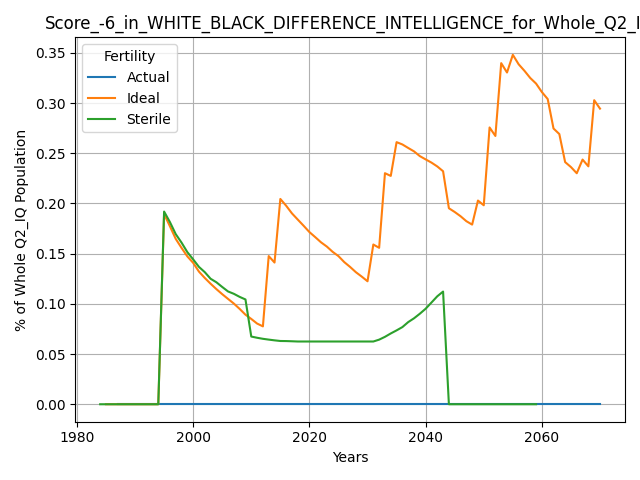 Score_-6_in_WHITE_BLACK_DIFFERENCE_INTELLIGENCE_for_Whole_Q2_I
Fertility
Actual
Ideal
Sterile
% of Whole Q2_IQ Population
0.35
0.30
0.25
0.20
0.15
0.10
0.05
0.00
1980
2000
2020
2040
2060
Years